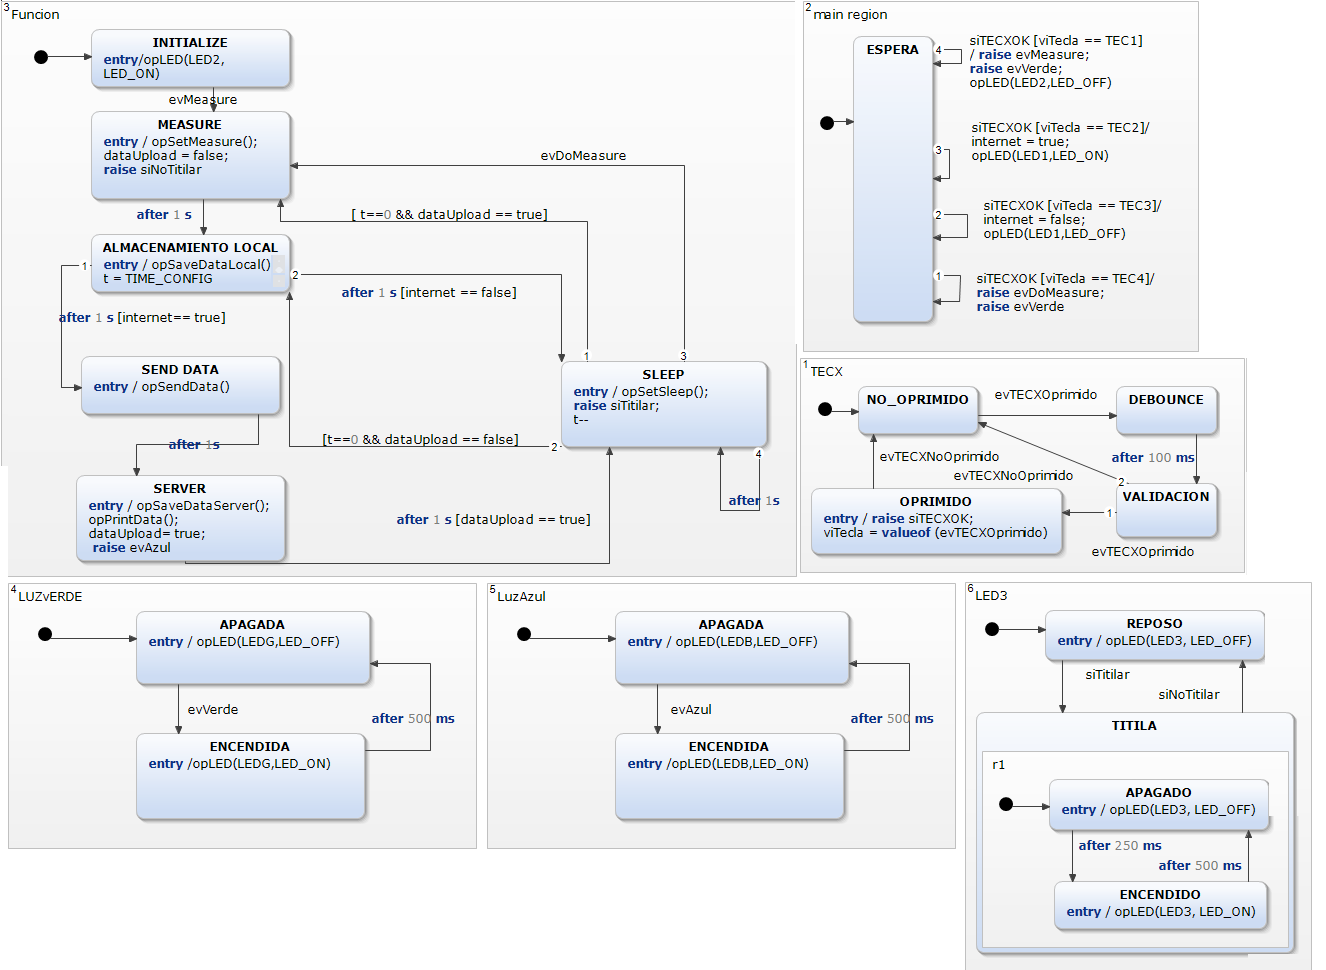 3
Funcion
INITIALIZE
entry/opLED(LED2,
LED_ON)
evMeasure
MEASURE
entry / opSetMeasure();
dataUpload = false;
raise siNoTitilar
after 1 s
evDoMeasure
[ t==0 && dataUpload == true]
ALMACENAMIENTO LOCAL
entry / opSaveDataLocal()
t = TIME_CONFIG
1
2
after 1 s [internet == false]
after 1 s [internet== true]
SEND DATA
entry / opSendData()
after 1s
1
3
SLEEP
entry / opSetSleep();
raise siTitilar;
t--
[t==0 && dataUpload == false]
2
4
after 1s
SERVER
entry / opSaveDataServer();
opPrintData();
dataUpload= true;
raise evAzul
after 1 s [dataUpload == true]
2
main region
ESPERA
4
siTECXOK [viTecla == TEC1]
/ raise evMeasure;
raise evVerde;
opLED(LED2,LED_OFF)
3
siTECXOK [viTecla == TEC2]/
internet = true;
opLED(LED1,LED_ON)
2
siTECXOK [viTecla == TEC3]/
internet = false;
opLED(LED1,LED_OFF)
1
siTECXOK [viTecla == TEC4]/
raise evDoMeasure;
raise evVerde
1
TECX
NO_OPRIMIDO
evTECXOprimido
DEBOUNCE
after 100 ms
evTECXNoOprimido
evTECXNoOprimido
2
VALIDACION
1
evTECXOprimido
OPRIMIDO
entry / raise siTECXOK;
viTecla = valueof (evTECXOprimido)
4
LUZvERDE
APAGADA
entry / opLED(LEDG,LED_OFF)
evVerde
after 500 ms
ENCENDIDA
entry /opLED(LEDG,LED_ON)
5
LuzAzul
APAGADA
entry / opLED(LEDB,LED_OFF)
evAzul
after 500 ms
ENCENDIDA
entry /opLED(LEDB,LED_ON)
6
LED3
REPOSO
entry / opLED(LED3, LED_OFF)
siTitilar
siNoTitilar
TITILA
r1
APAGADO
entry / opLED(LED3, LED_OFF)
after 250 ms
after 500 ms
ENCENDIDO
entry / opLED(LED3, LED_ON)